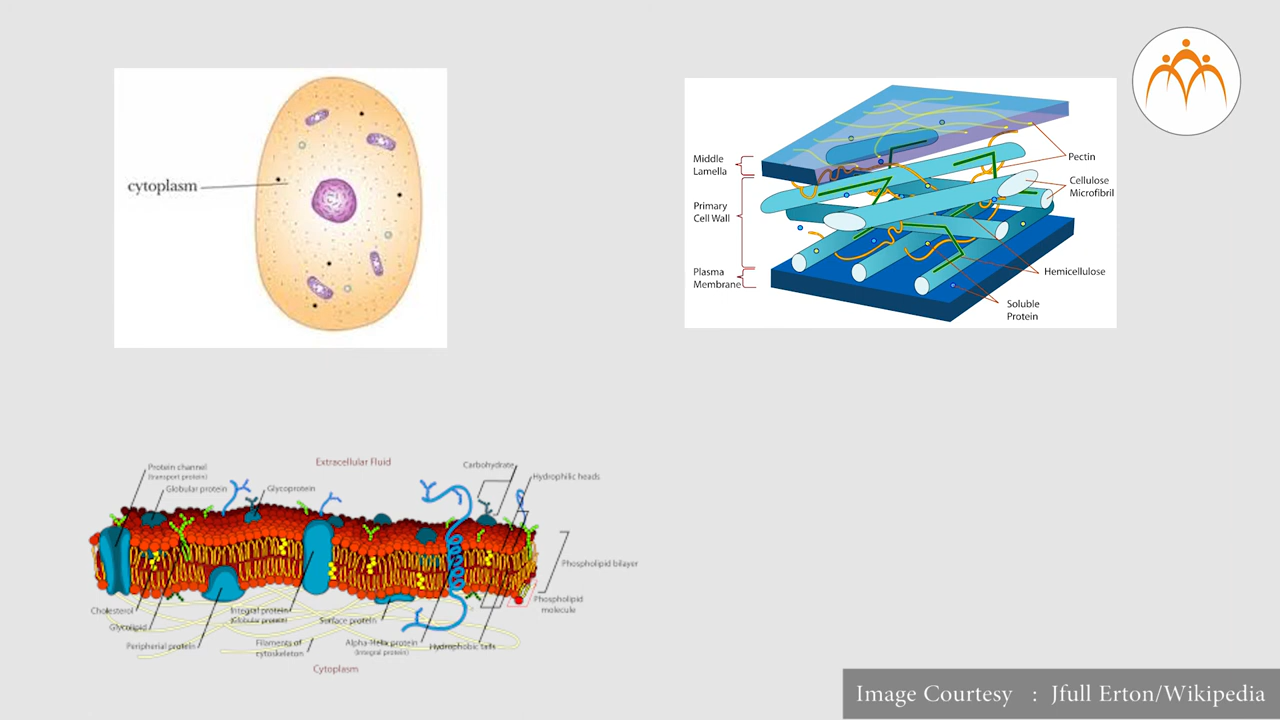 cytoplasm
Middle
Lamella
Primary
Cell Wall
Plasma
Membrane
Pectin
Cellulose
Microfibril
Hemicellulose
Soluble
Protein
Extracellular Fluid
Protein channel
(transport protein)
Globular protein
Glycoprotein
Carbohydrate
Hydrophilic heads
Phospholipid bilayer
Phospholipid
molecule
Cholesterol
Glycolipid
Peripherial protein
Integral protein
(Globular protein)
Filaments of
cytoskeleton
Surface protein
Alpha-Helix protein
(Integral protein)
Hydrophobic tails
Cytoplasm
Image Courtesy : Jfull Erton/Wikipedia